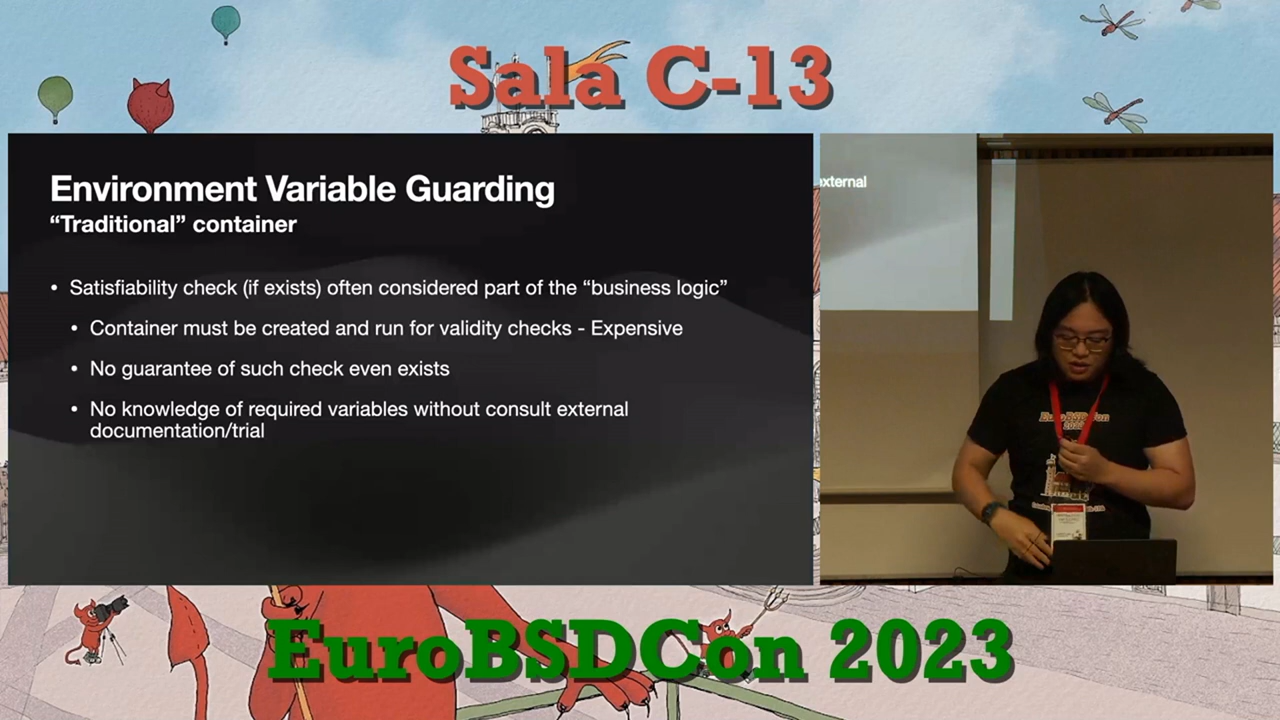 Sala C-13
Environment Variable Guarding
“Traditional” container
• Satisfiability check (if exists) often considered part of the “business logic”
• Container must be created and run for validity checks - Expensive
• No guarantee of such check even exists
• No knowledge of required variables without consult external
documentation/trial
external
EuroBSDCon
EuroBSDCon 2023